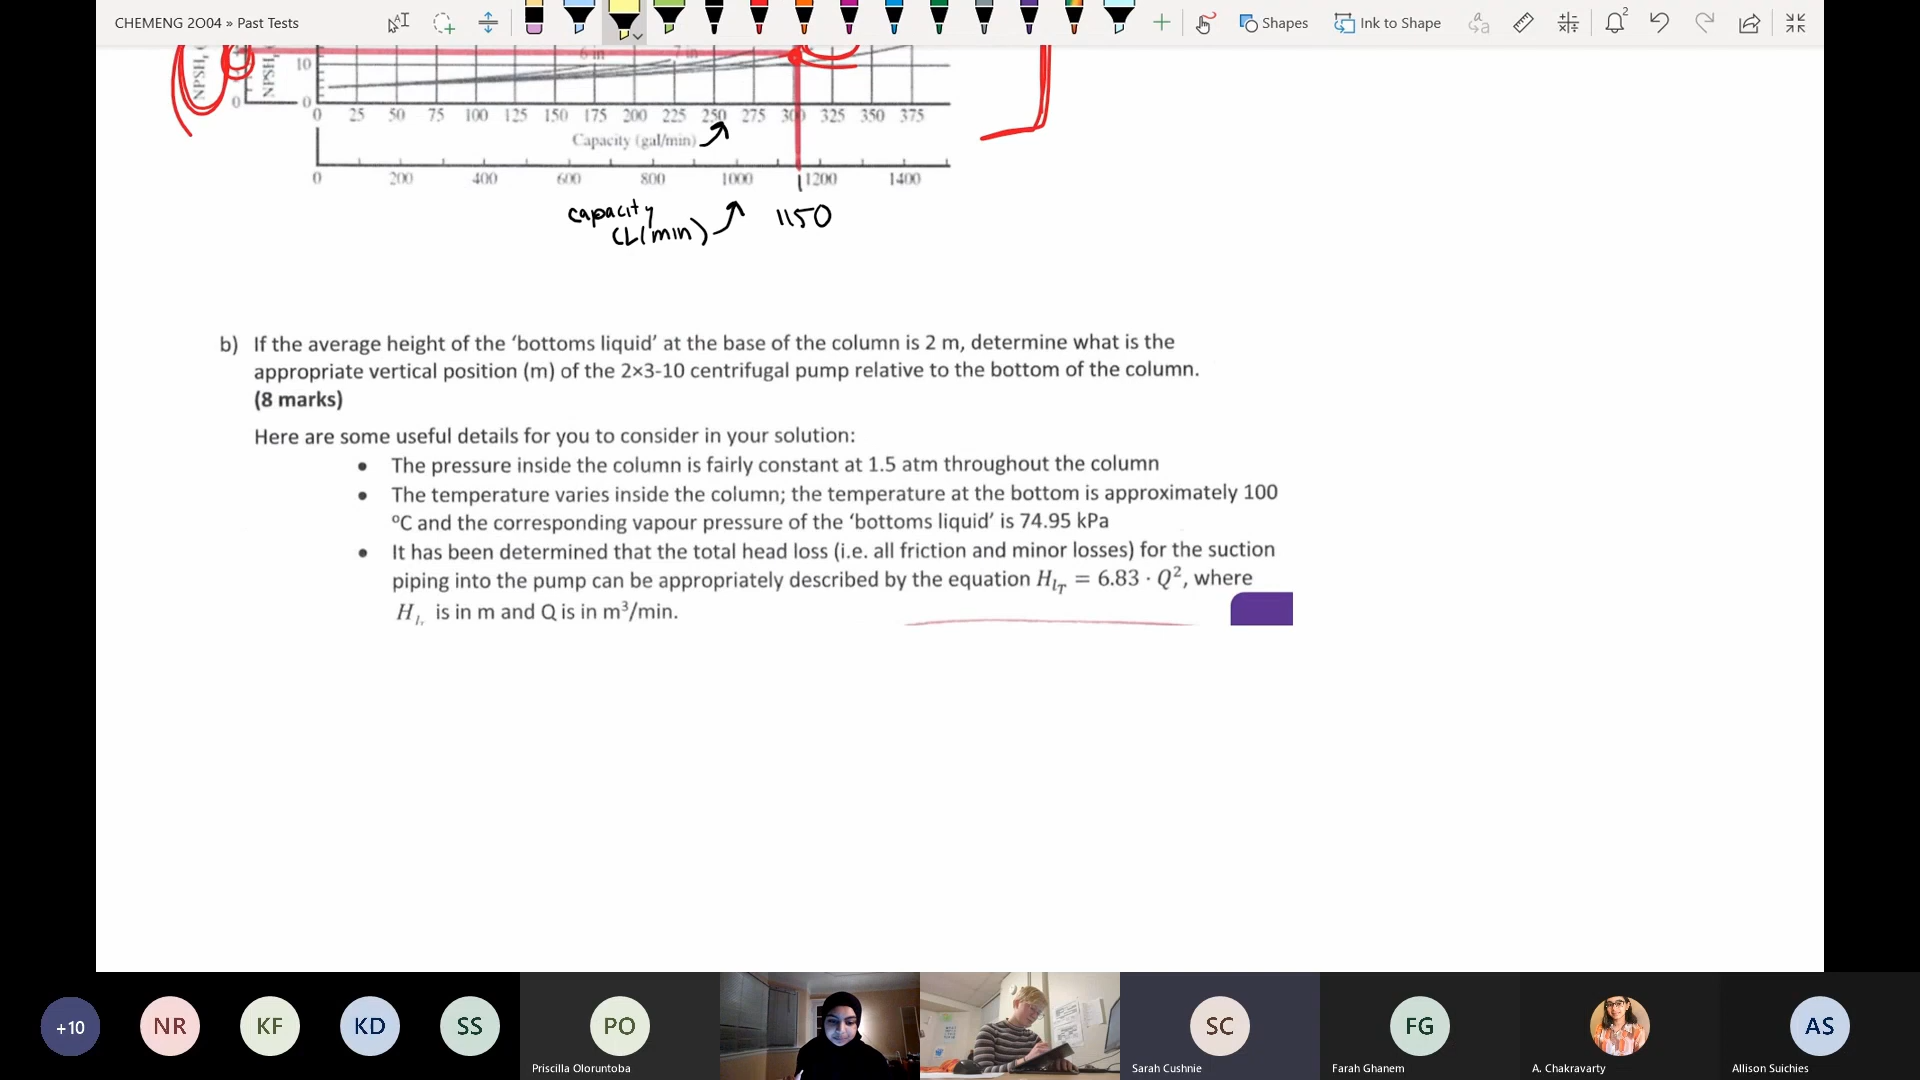 CHEMENG 2O04 » Past Tests
Shapes
Ink to Shape
2
NPSH
NPSH
6 in
7 in
10
0
0
0 25 50 75 100 125 150 175 200 225 250 275 300 325 350 375
Capacity (gal/min)
0 200 400 600 800 1000 1200 1400
capacity
(L/min)
1150
b) If the average height of the ‘bottoms liquid’ at the base of the column is 2 m, determine what is the
appropriate vertical position (m) of the 2×3-10 centrifugal pump relative to the bottom of the column.
(8 marks)
Here are some useful details for you to consider in your solution:
• The pressure inside the column is fairly constant at 1.5 atm throughout the column
• The temperature varies inside the column; the temperature at the bottom is approximately 100
ºC and the corresponding vapour pressure of the ‘bottoms liquid’ is 74.95 kPa
• It has been determined that the total head loss (i.e. all friction and minor losses) for the suction
piping into the pump can be appropriately described by the equation H_{l_T} = 6.83 · Q², where
H_{l_T} is in m and Q is in m³/min.
+10
NR
KF
KD
SS
PO
Priscilla Oloruntoba
SC
Sarah Cushnie
FG
Farah Ghanem
A. Chakravarty
AS
Allison Suichies